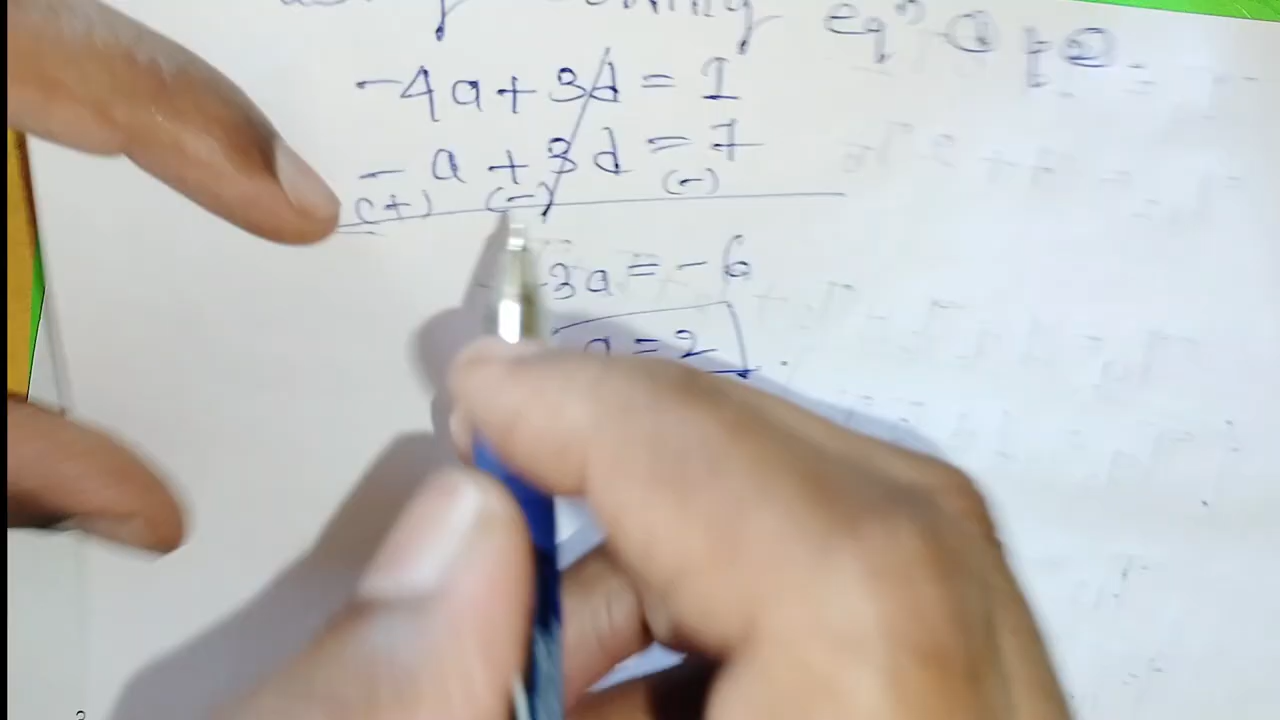 eqⁿ ① & ②
-4a + 3d = 1
- a + 3d = 7
(+) (-) (-)
-3a = -6
a = 2